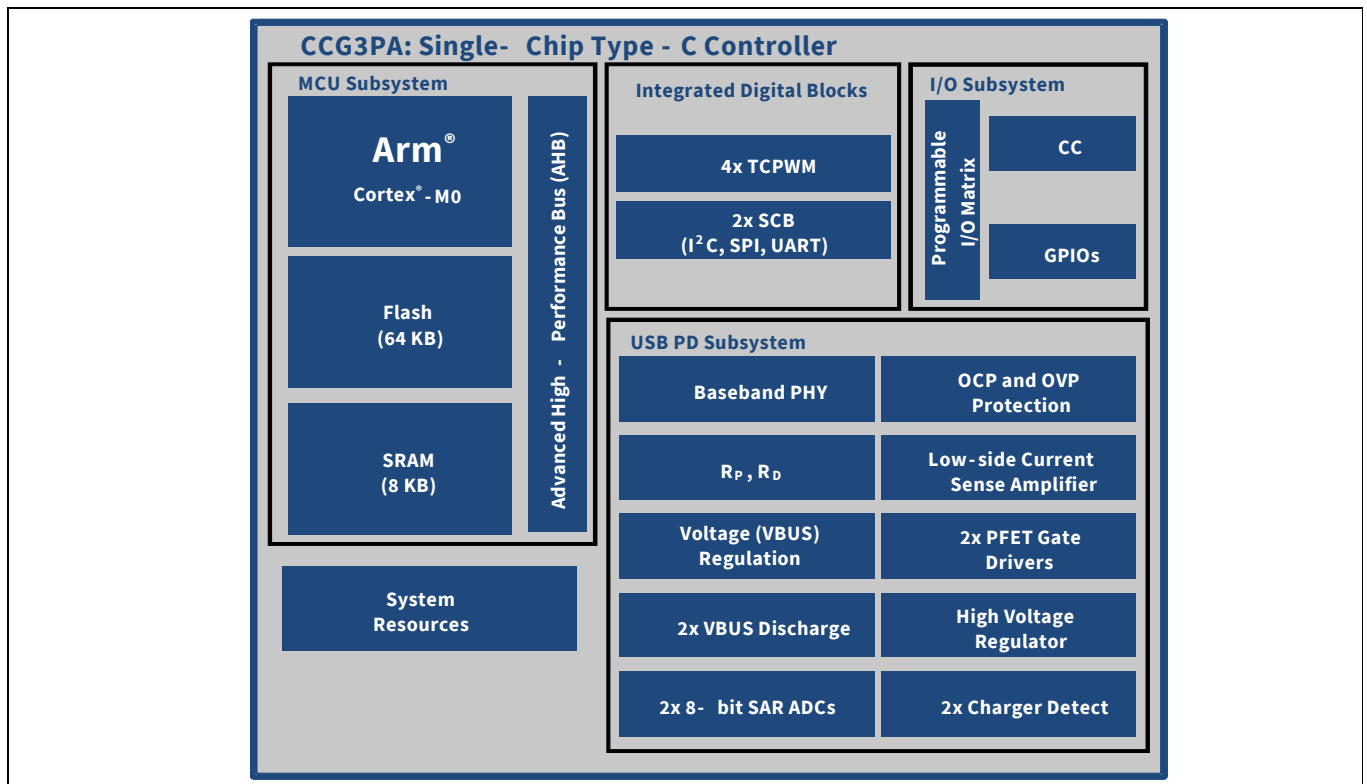 CCG3PA: Single- Chip Type - C Controller
MCU Subsystem
Arm®
Cortex® - M0
Flash
(64 KB)
SRAM
(8 KB)
Advanced High - Performance Bus (AHB)
System
Resources
Integrated Digital Blocks
4x TCPWM
2x SCB
(I² C, SPI, UART)
I/O Subsystem
Programmable
I/O Matrix
CC
GPIOs
USB PD Subsystem
Baseband PHY
OCP and OVP
Protection
RP , RD
Low-side Current
Sense Amplifier
Voltage (VBUS)
Regulation
2x PFET Gate
Drivers
2x VBUS Discharge
High Voltage
Regulator
2x 8- bit SAR ADCs
2x Charger Detect